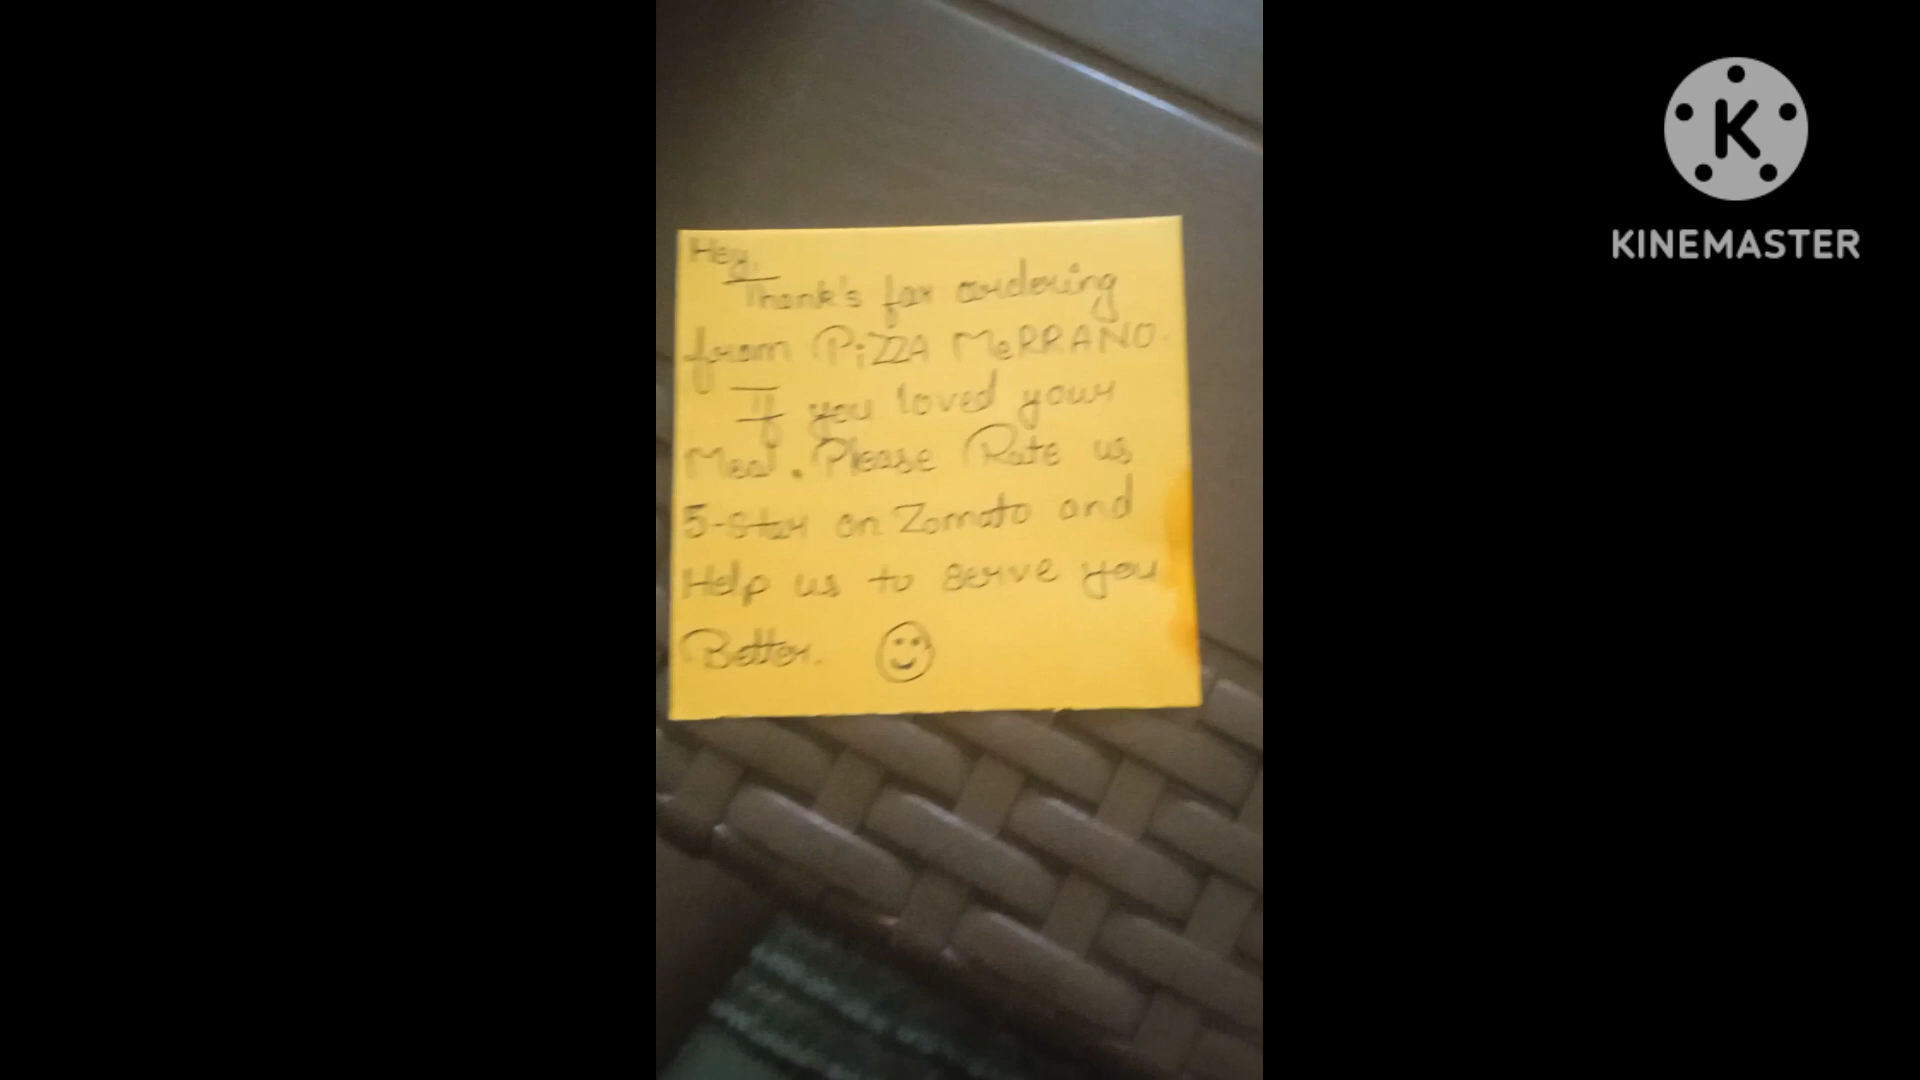 Hey,
Thank's for ordering
from PiZZA MeRRANO.
If you loved your
Meal. Please Rate us
5-Star on Zomato and
Help us to serve you
Better.
KINEMASTER